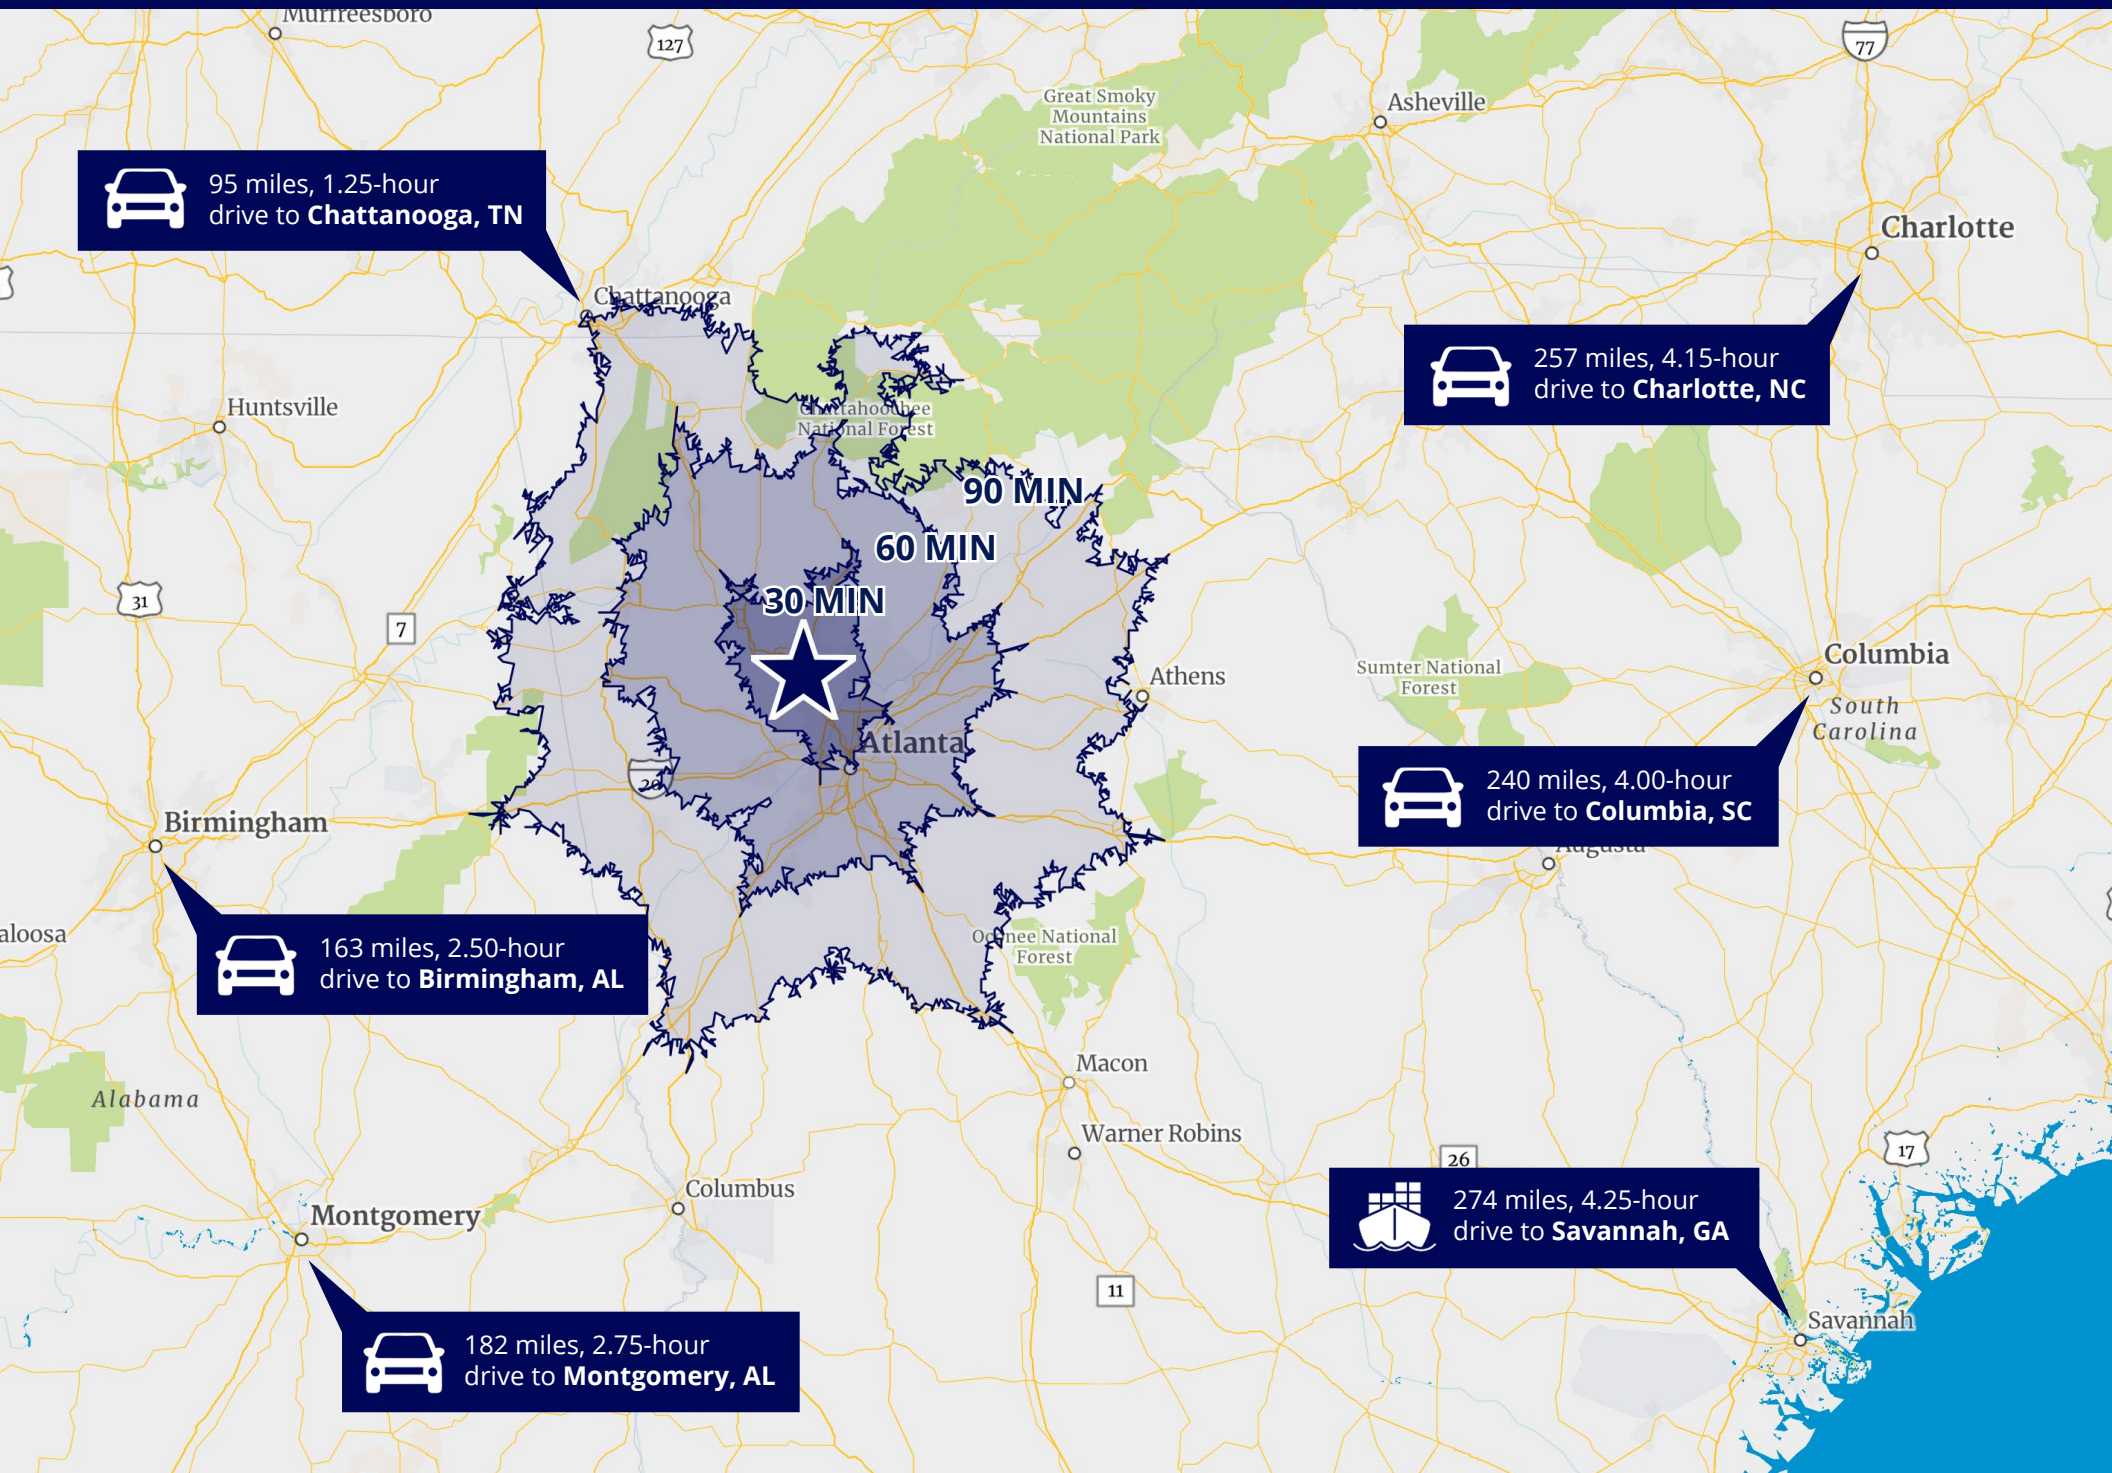 Murfreesboro
127
77
Great Smoky
Mountains
National Park
Asheville
95 miles, 1.25-hour
drive to Chattanooga, TN
Charlotte
Chattanooga
257 miles, 4.15-hour
drive to Charlotte, NC
Huntsville
Chattahoochee
National Forest
90 MIN
60 MIN
30 MIN
31
7
Athens
Sumter National
Forest
Columbia
South
Carolina
Atlanta
20
240 miles, 4.00-hour
drive to Columbia, SC
Birmingham
Augusta
aloosa
163 miles, 2.50-hour
drive to Birmingham, AL
Oconee National
Forest
Macon
Alabama
Warner Robins
26
17
Columbus
274 miles, 4.25-hour
drive to Savannah, GA
Montgomery
11
Savannah
182 miles, 2.75-hour
drive to Montgomery, AL